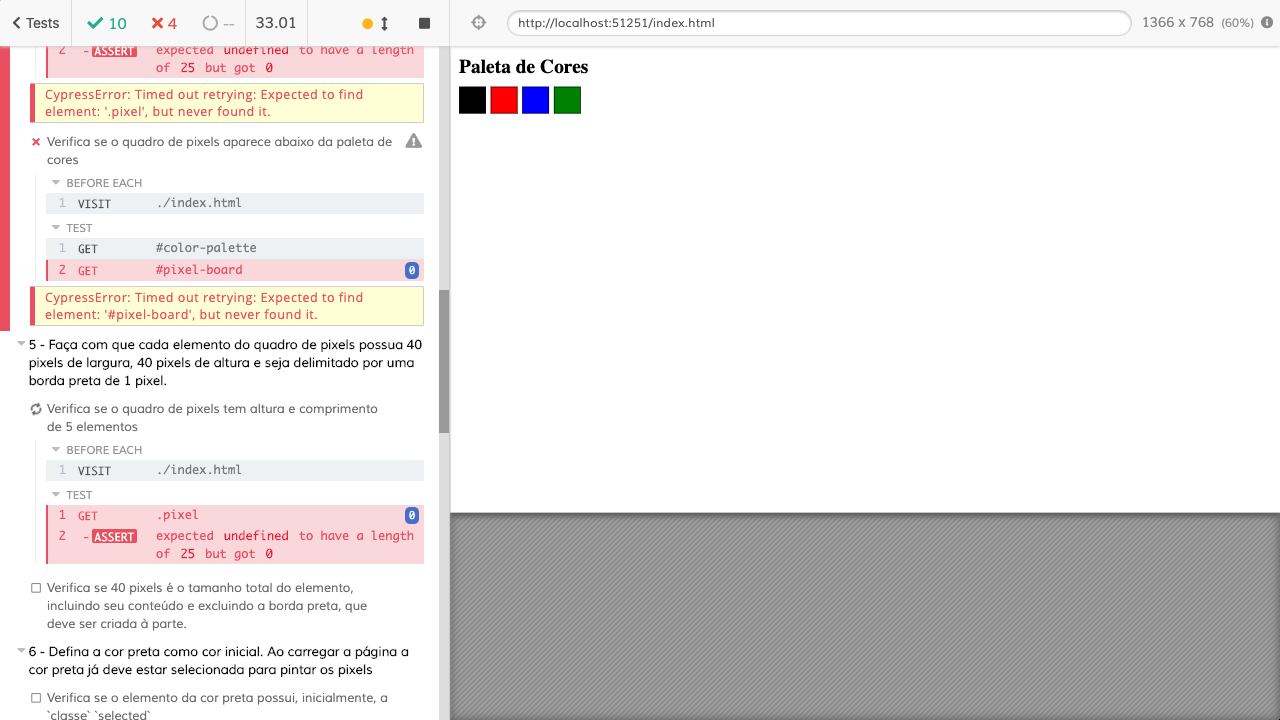 Tests 10 4 -- 33.01 http://localhost:51251/index.html 1366 x 768 (60%)
2 -ASSERT expected undefined to have a length
of 25 but got 0
CypressError: Timed out retrying: Expected to find
element: '.pixel', but never found it.
Verifica se o quadro de pixels aparece abaixo da paleta de
cores
BEFORE EACH
1 VISIT ./index.html
TEST
1 GET #color-palette
2 GET #pixel-board 0
CypressError: Timed out retrying: Expected to find
element: '#pixel-board', but never found it.
5 - Faça com que cada elemento do quadro de pixels possua 40
pixels de largura, 40 pixels de altura e seja delimitado por uma
borda preta de 1 pixel.
Verifica se o quadro de pixels tem altura e comprimento
de 5 elementos
BEFORE EACH
1 VISIT ./index.html
TEST
1 GET .pixel 0
2 -ASSERT expected undefined to have a length
of 25 but got 0
Verifica se 40 pixels é o tamanho total do elemento,
incluindo seu conteúdo e excluindo a borda preta, que
deve ser criada à parte.
6 - Defina a cor preta como cor inicial. Ao carregar a página a
cor preta já deve estar selecionada para pintar os pixels
Verifica se o elemento da cor preta possui, inicialmente, a
`classe` `selected`
Paleta de Cores